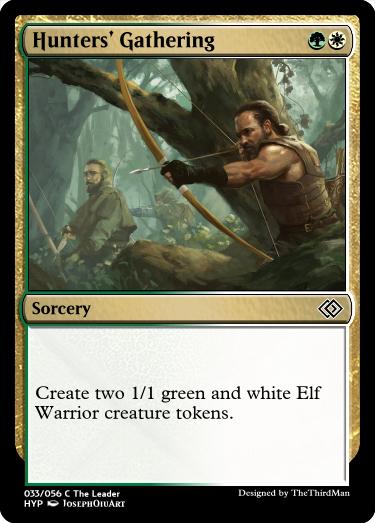 Hunters' Gathering
Sorcery
Create two 1/1 green and white Elf
Warrior creature tokens.
033/056 C The Leader
Designed by TheThirdMan
HYP JosephQiuArt